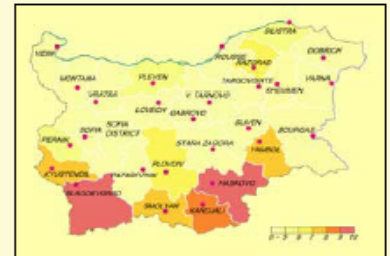 SILISTRA
VIDIN
ROUSSE
DOBRICH
RAZGRAD
MONTANA
PLEVEN
TARGOVISHTE
VARNA
VRATSA
V. TARNOVO
SHUMEN
LOVECH
GABROVO
SOFIA
SOFIA
DISTRICT
SLIVEN
BOURGAS
PERNIK
STARA ZAGORA
YAMBOL
KYUSTENDIL
PLOVDIV
HASKOVO
BLAGOEVGRAD
SMOLYAN
KARDJALI